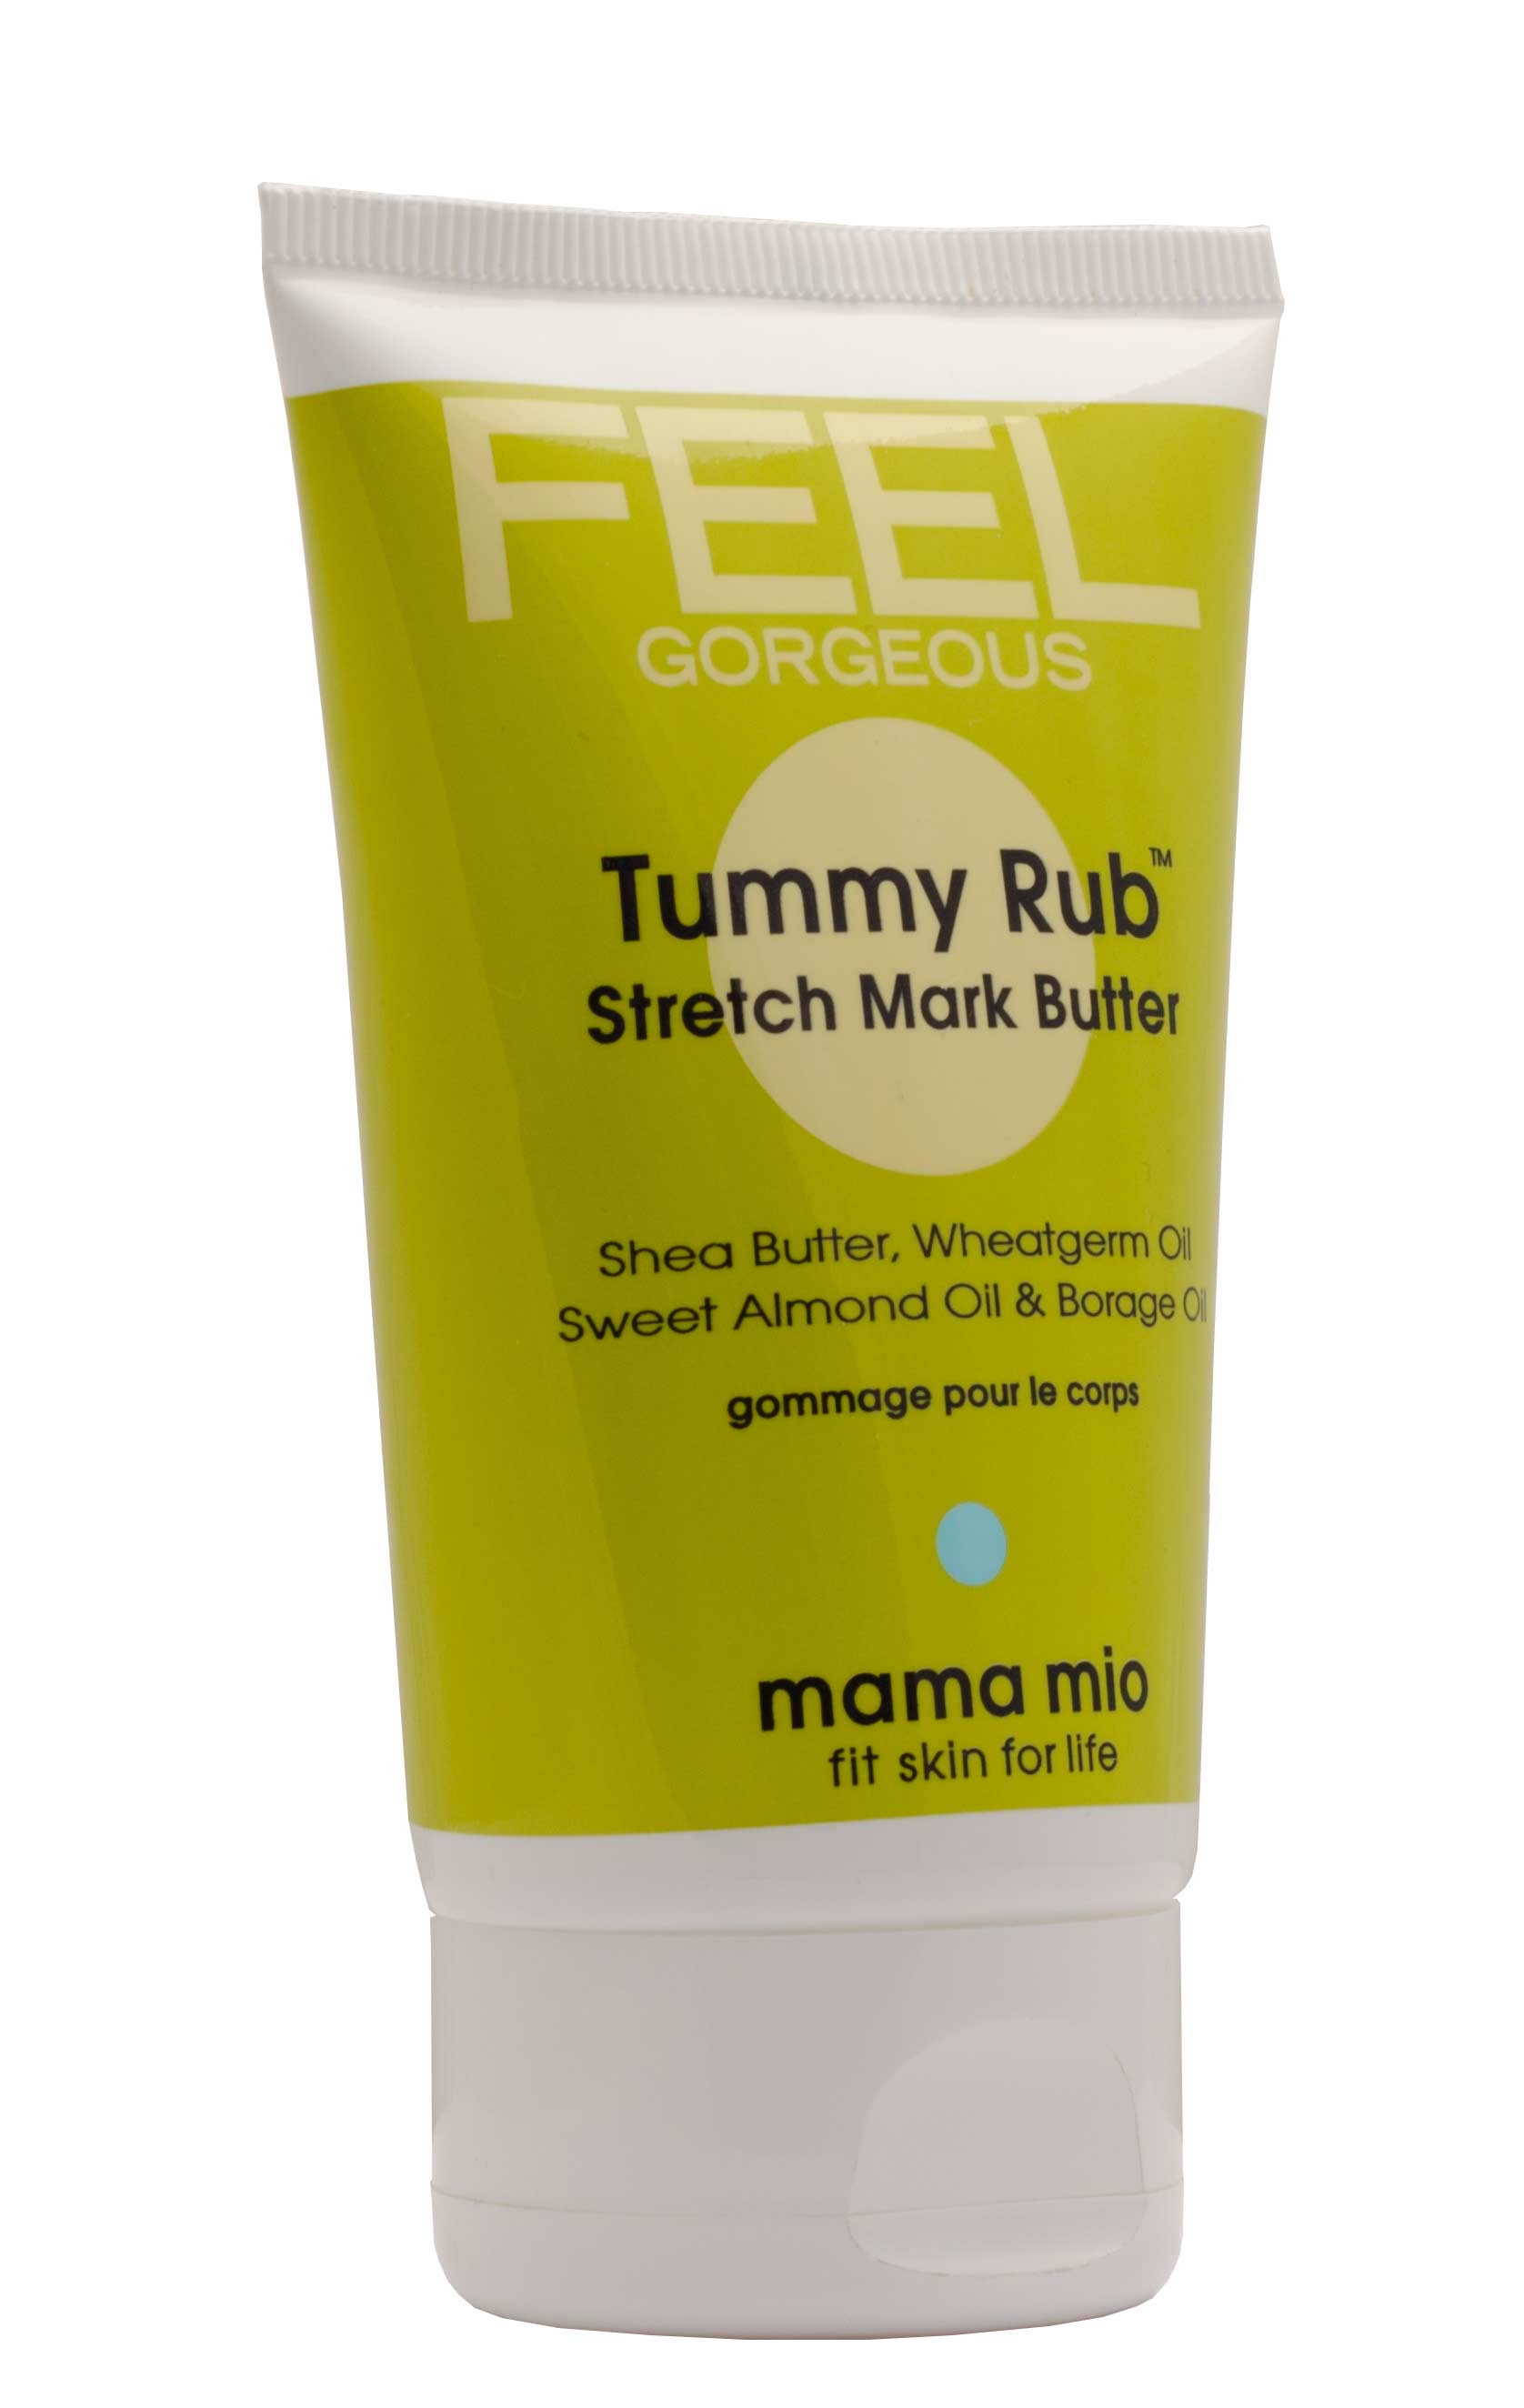 FEEL
GORGEOUS
Tummy Rub™
Stretch Mark Butter
Shea Butter, Wheatgerm Oil
Sweet Almond Oil & Borage Oil
gommage pour le corps
mama mio
fit skin for life